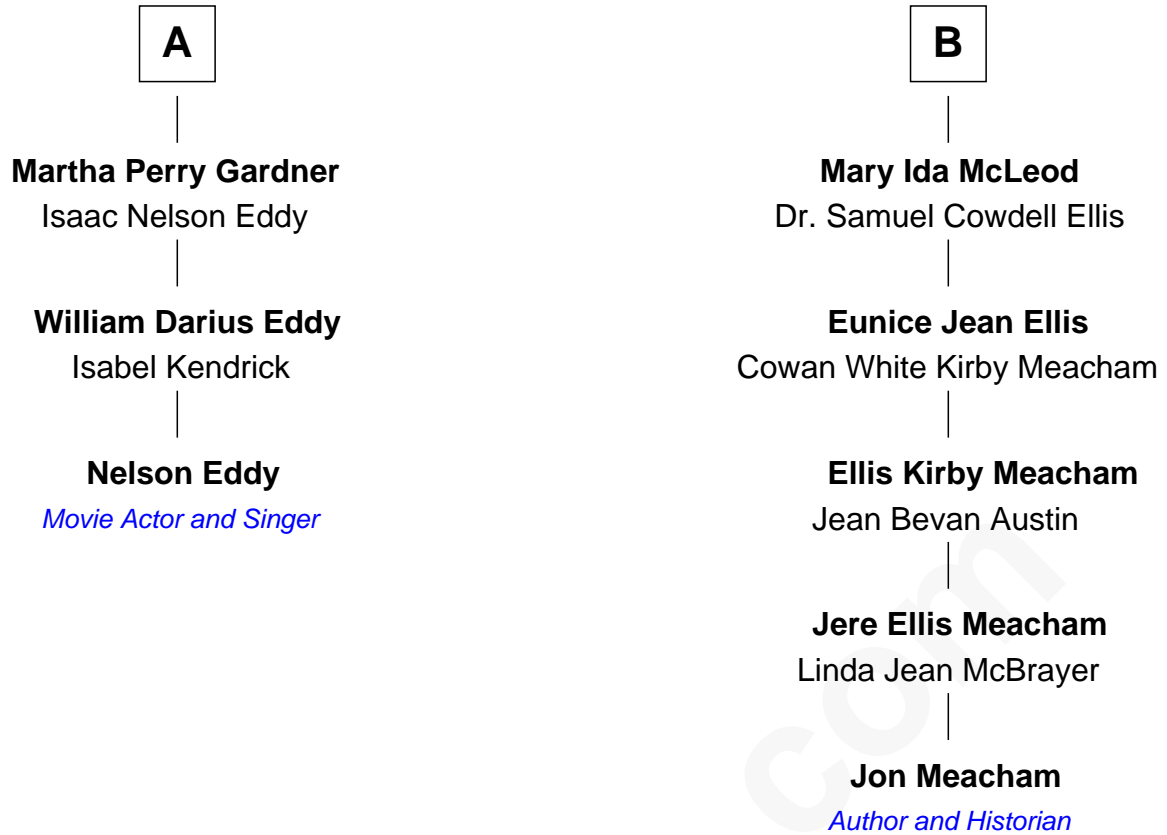 A
Martha Perry Gardner
Isaac Nelson Eddy
William Darius Eddy
Isabel Kendrick
Nelson Eddy
Movie Actor and Singer
B
Mary Ida McLeod
Dr. Samuel Cowdell Ellis
Eunice Jean Ellis
Cowan White Kirby Meacham
Ellis Kirby Meacham
Jean Bevan Austin
Jere Ellis Meacham
Linda Jean McBrayer
Jon Meacham
Author and Historian
com